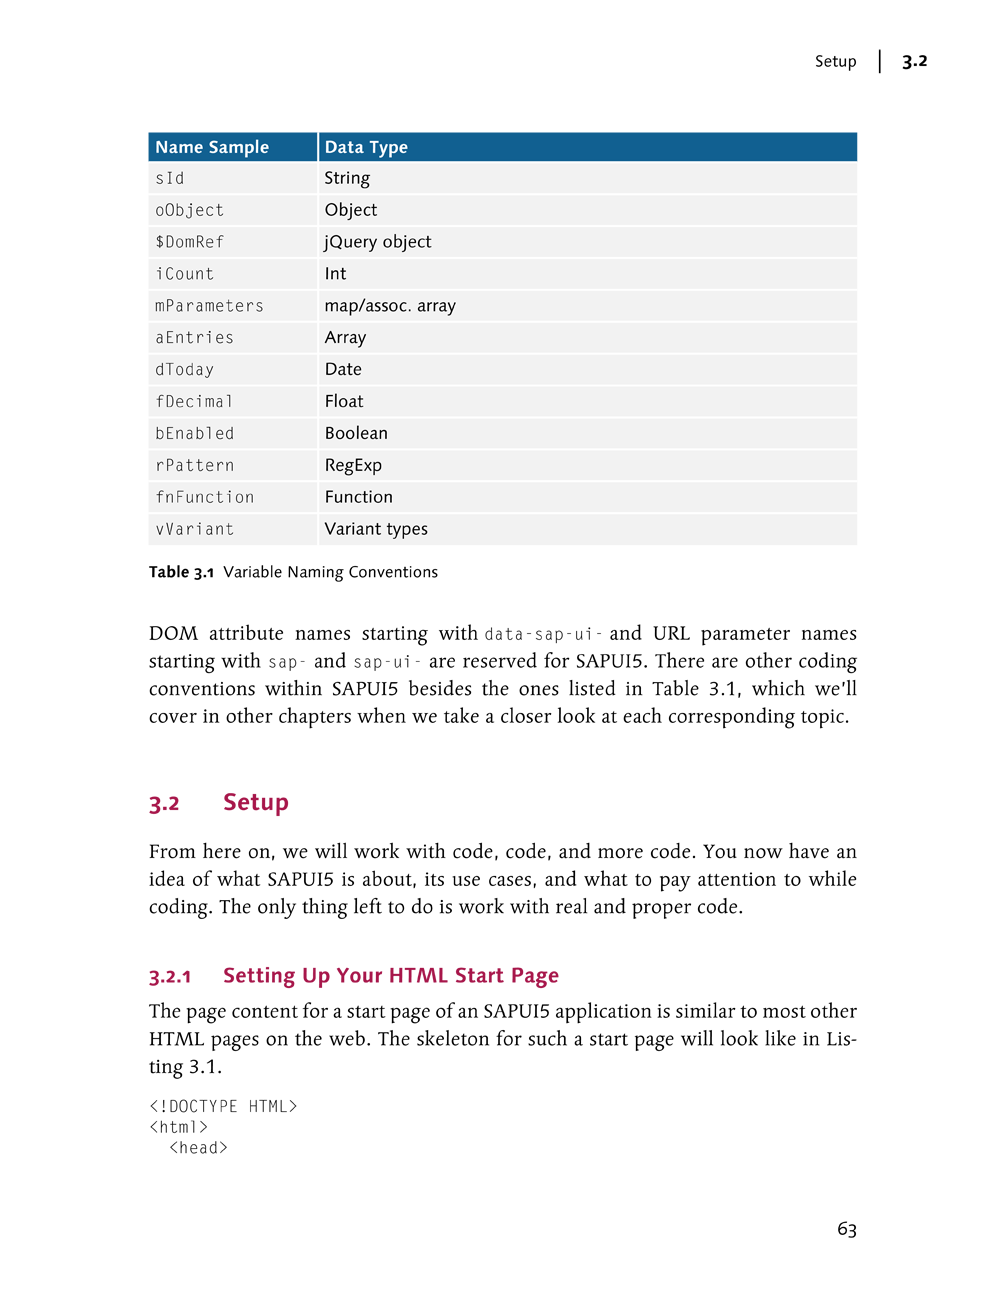 Setup | 3.2
Name Sample Data Type
sId String
oObject Object
$DomRef jQuery object
iCount Int
mParameters map/assoc. array
aEntries Array
dToday Date
fDecimal Float
bEnabled Boolean
rPattern RegExp
fnFunction Function
vVariant Variant types
Table 3.1 Variable Naming Conventions
DOM attribute names starting with data-sap-ui- and URL parameter names
starting with sap- and sap-ui- are reserved for SAPUI5. There are other coding
conventions within SAPUI5 besides the ones listed in Table 3.1, which we’ll
cover in other chapters when we take a closer look at each corresponding topic.
3.2 Setup
From here on, we will work with code, code, and more code. You now have an
idea of what SAPUI5 is about, its use cases, and what to pay attention to while
coding. The only thing left to do is work with real and proper code.
3.2.1 Setting Up Your HTML Start Page
The page content for a start page of an SAPUI5 application is similar to most other
HTML pages on the web. The skeleton for such a start page will look like in Lis-
ting 3.1.
<!DOCTYPE HTML>
<html>
<head>
63